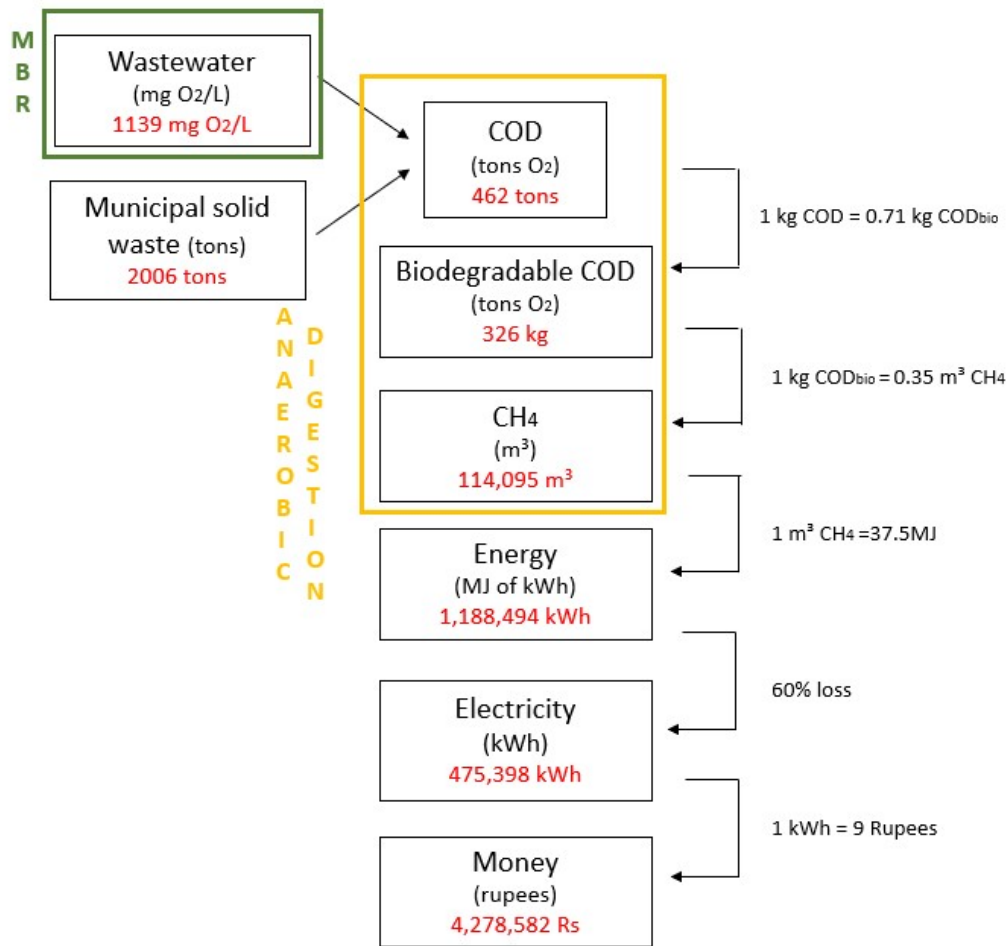 MBR
Wastewater
(mg O₂/L)
1139 mg O₂/L
Municipal solid
waste (tons)
2006 tons
ANAEROBIC
DIGESTION
COD
(tons O₂)
462 tons
1 kg COD = 0.71 kg CODbio
Biodegradable COD
(tons O₂)
326 kg
1 kg CODbio = 0.35 m³ CH₄
CH₄
(m³)
114,095 m³
1 m³ CH₄ =37.5MJ
Energy
(MJ of kWh)
1,188,494 kWh
60% loss
Electricity
(kWh)
475,398 kWh
1 kWh = 9 Rupees
Money
(rupees)
4,278,582 Rs